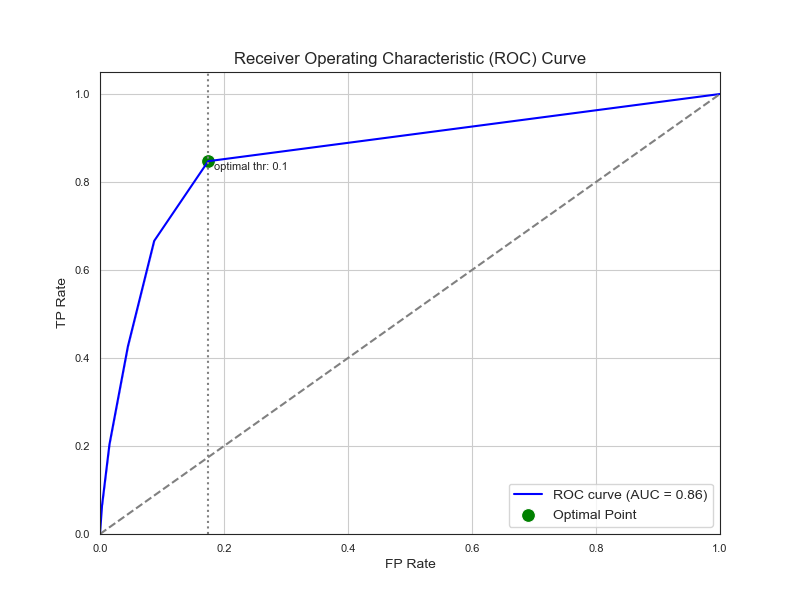 Receiver Operating Characteristic (ROC) Curve
1.0
0.8
0.6
0.4
0.2
0.0
TP Rate
optimal thr: 0.1
ROC curve (AUC = 0.86)
Optimal Point
0.0 0.2 0.4 0.6 0.8 1.0
FP Rate